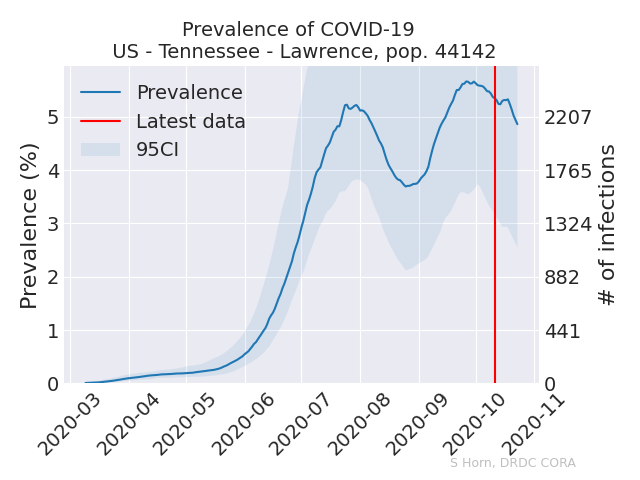 Prevalence of COVID-19
US - Tennessee - Lawrence, pop. 44142
Prevalence
Latest data
95CI
Prevalence (%)
5
4
3
2
1
0
2207
1765
1324
882
441
0
# of infections
2020-03
2020-04
2020-05
2020-06
2020-07
2020-08
2020-09
2020-10
2020-11
S Horn, DRDC CORA